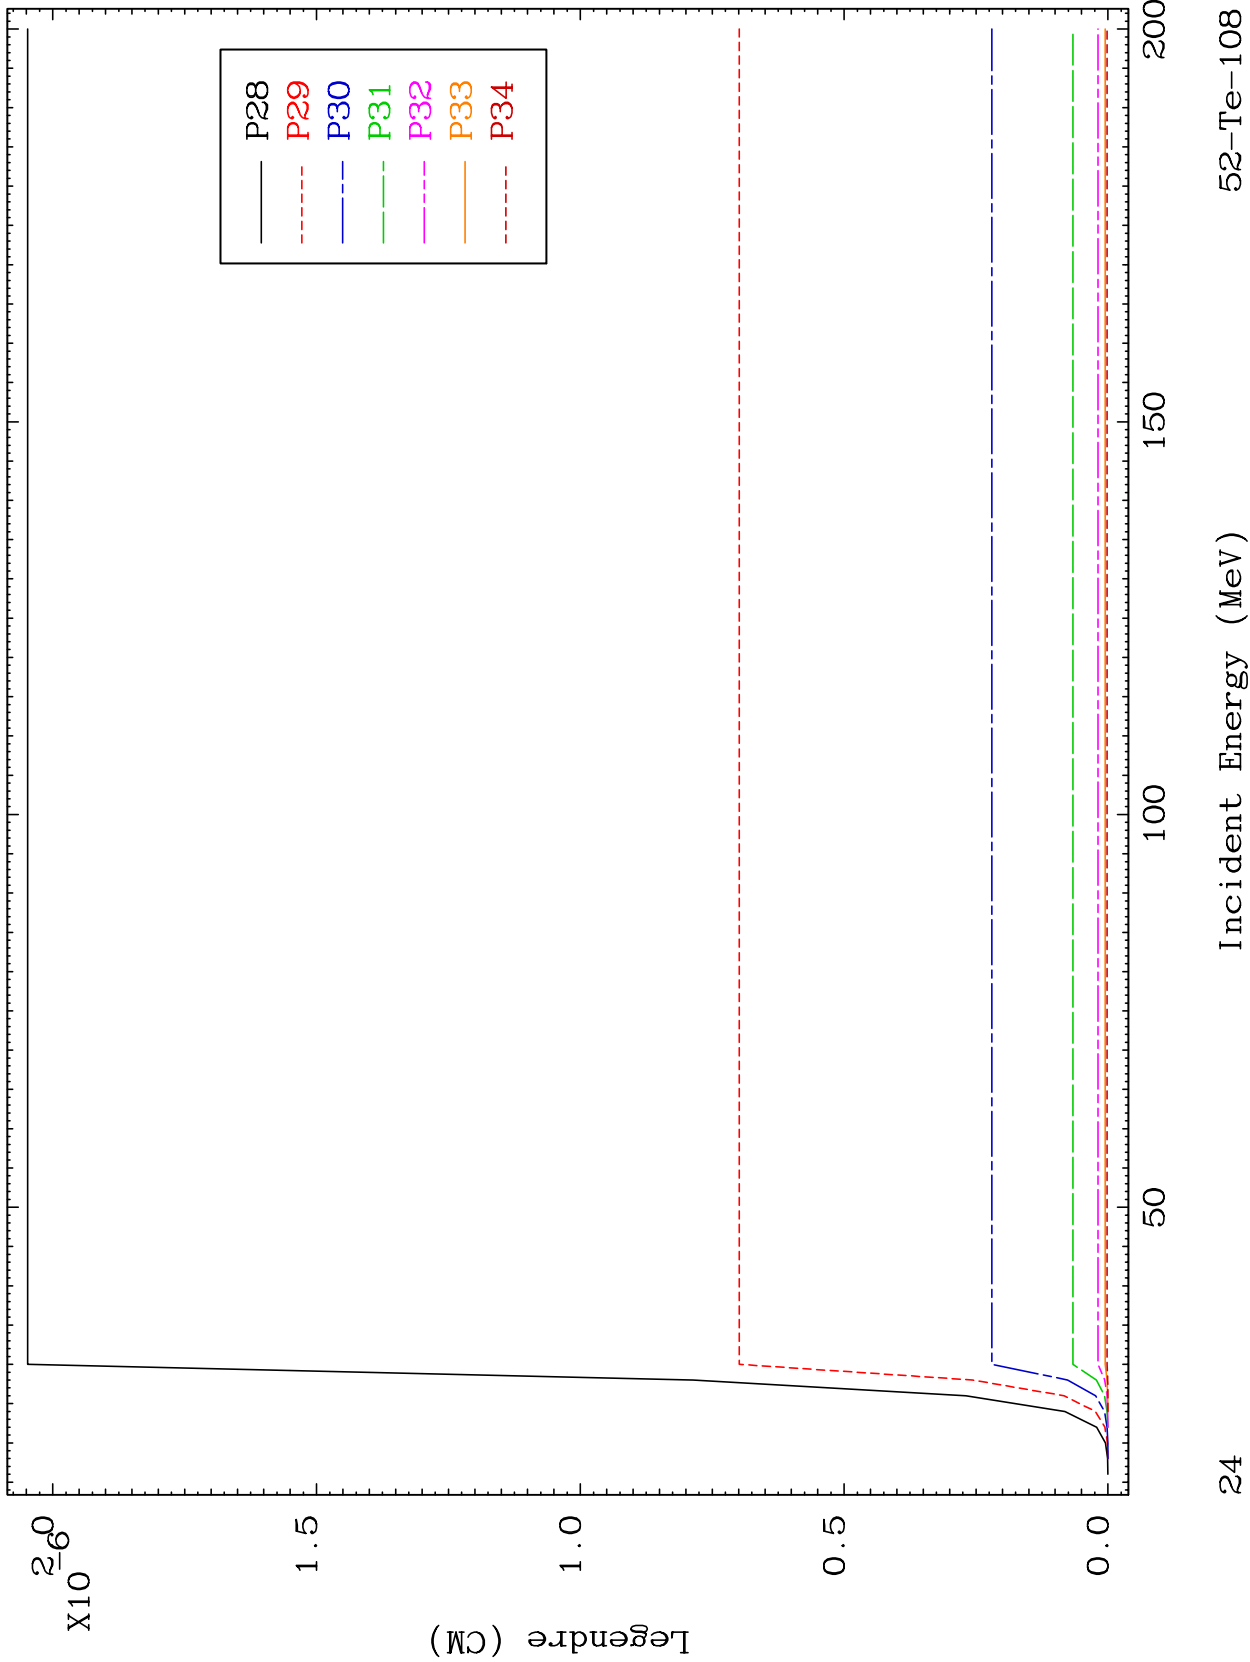 X10
-6
2.0
1.5
1.0
0.5
0.0
Legendre (CM)
P28
P29
P30
P31
P32
P33
P34
50
100
150
200
24
Incident Energy (MeV)
52-Te-108